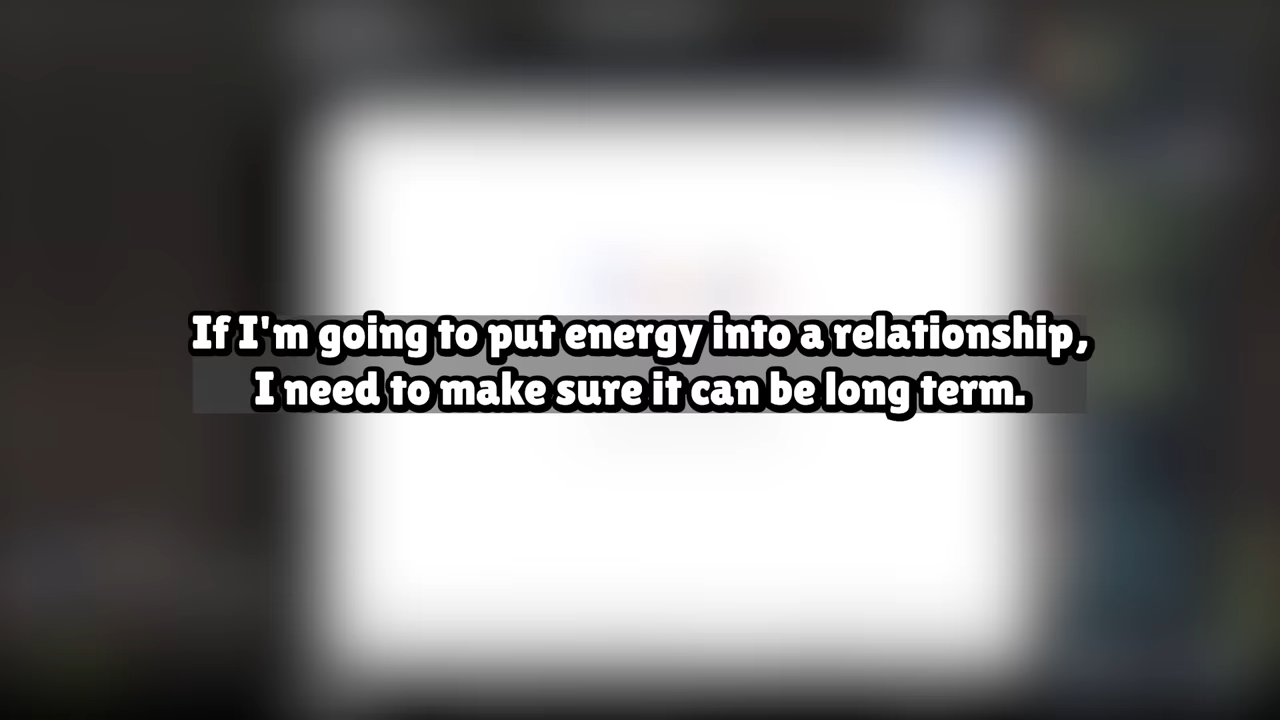 If I'm going to put energy into a relationship,
I need to make sure it can be long term.